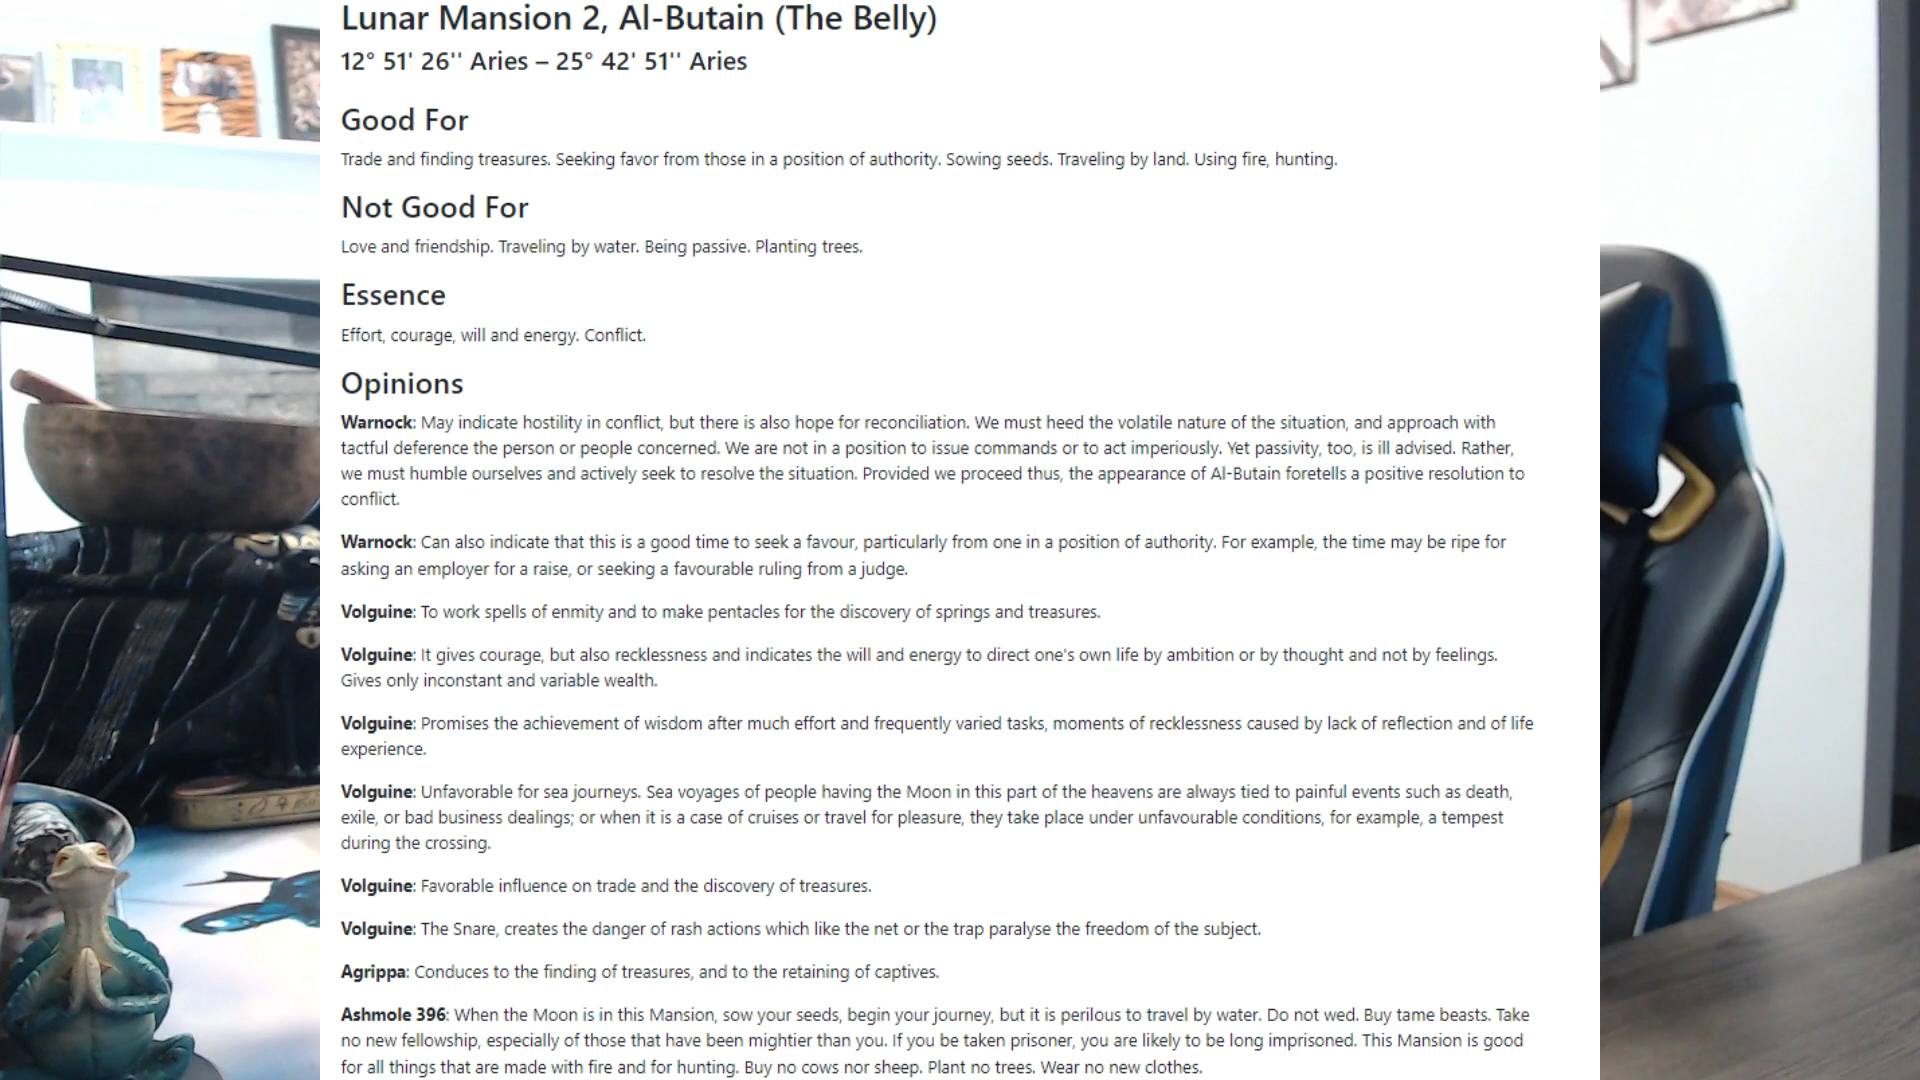 Lunar Mansion 2, Al-Butain (The Belly)
12° 51' 26'' Aries – 25° 42' 51'' Aries
Good For
Trade and finding treasures. Seeking favor from those in a position of authority. Sowing seeds. Traveling by land. Using fire, hunting.
Not Good For
Love and friendship. Traveling by water. Being passive. Planting trees.
Essence
Effort, courage, will and energy. Conflict.
Opinions
Warnock: May indicate hostility in conflict, but there is also hope for reconciliation. We must heed the volatile nature of the situation, and approach with
tactful deference the person or people concerned. We are not in a position to issue commands or to act imperiously. Yet passivity, too, is ill advised. Rather,
we must humble ourselves and actively seek to resolve the situation. Provided we proceed thus, the appearance of Al-Butain foretells a positive resolution to
conflict.
Warnock: Can also indicate that this is a good time to seek a favour, particularly from one in a position of authority. For example, the time may be ripe for
asking an employer for a raise, or seeking a favourable ruling from a judge.
Volguine: To work spells of enmity and to make pentacles for the discovery of springs and treasures.
Volguine: It gives courage, but also recklessness and indicates the will and energy to direct one's own life by ambition or by thought and not by feelings.
Gives only inconstant and variable wealth.
Volguine: Promises the achievement of wisdom after much effort and frequently varied tasks, moments of recklessness caused by lack of reflection and of life
experience.
Volguine: Unfavorable for sea journeys. Sea voyages of people having the Moon in this part of the heavens are always tied to painful events such as death,
exile, or bad business dealings; or when it is a case of cruises or travel for pleasure, they take place under unfavourable conditions, for example, a tempest
during the crossing.
Volguine: Favorable influence on trade and the discovery of treasures.
Volguine: The Snare, creates the danger of rash actions which like the net or the trap paralyse the freedom of the subject.
Agrippa: Conduces to the finding of treasures, and to the retaining of captives.
Ashmole 396: When the Moon is in this Mansion, sow your seeds, begin your journey, but it is perilous to travel by water. Do not wed. Buy tame beasts. Take
no new fellowship, especially of those that have been mightier than you. If you be taken prisoner, you are likely to be long imprisoned. This Mansion is good
for all things that are made with fire and for hunting. Buy no cows nor sheep. Plant no trees. Wear no new clothes.